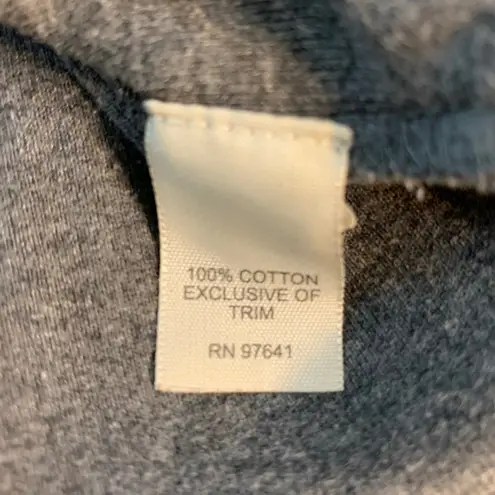 100% COTTON
EXCLUSIVE OF
TRIM
RN 97641